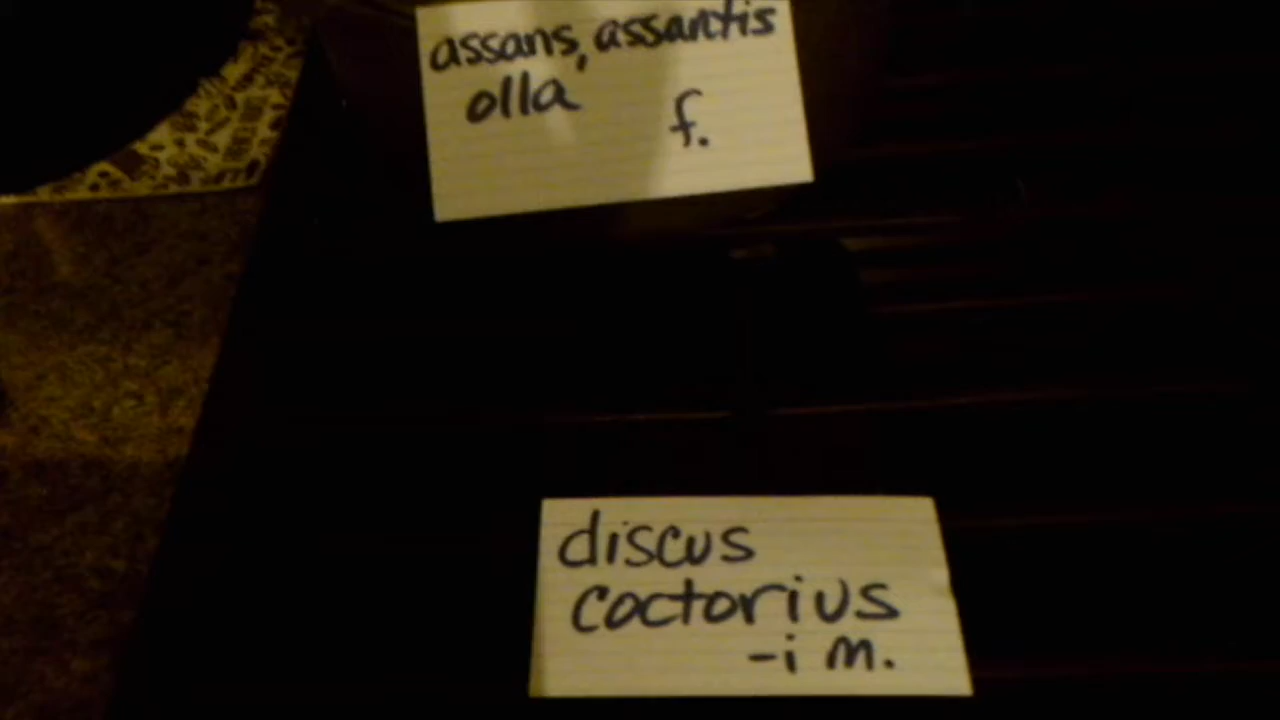 assans, assantis
olla f.
discus
coctorius
-i m.